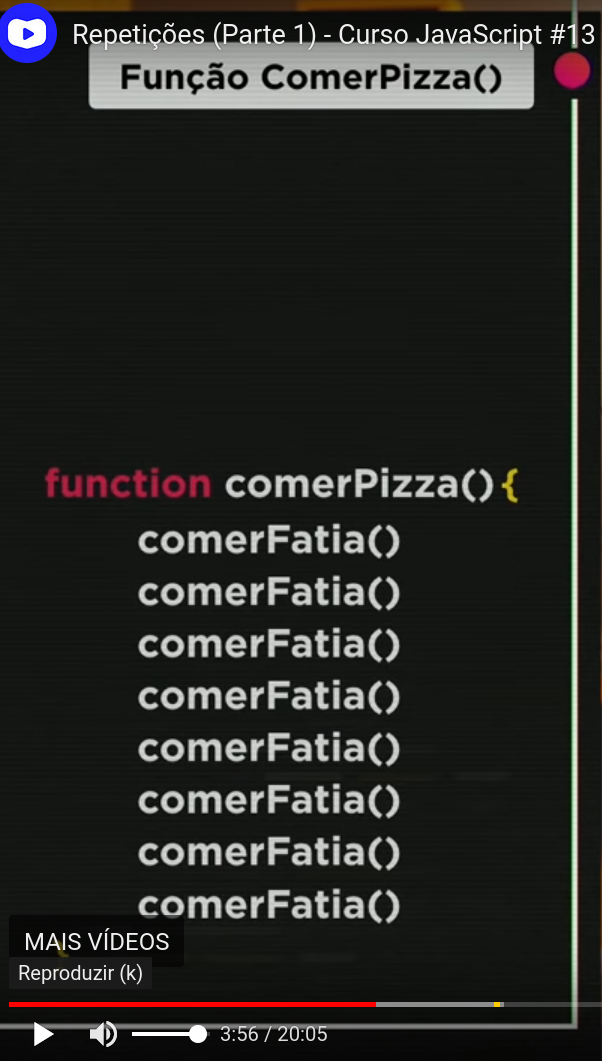 Repetições (Parte 1) - Curso JavaScript #13
Função ComerPizza()
function comerPizza() {
comerFatia()
comerFatia()
comerFatia()
comerFatia()
comerFatia()
comerFatia()
comerFatia()
comerFatia()
MAIS VÍDEOS
Reproduzir (k)
3:56 / 20:05